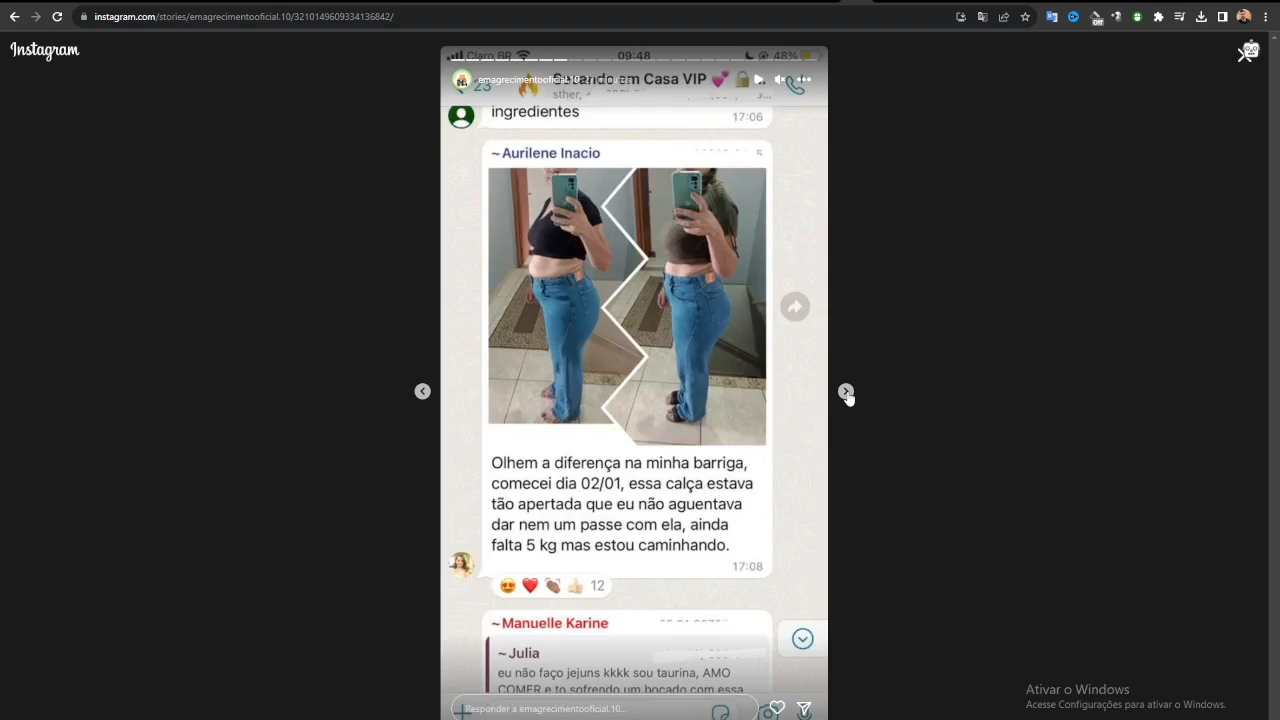 instagram.com/stories/emagrecimentooficial.10/3210149609334136842/
Off
Instagram
Claro BR
09:48
48%
emagrecimentooficial.10
23
em Casa VIP
sther,
ingredientes
17:06
~Aurilene Inacio
Olhem a diferença na minha barriga,
comecei dia 02/01, essa calça estava
tão apertada que eu não aguentava
dar nem um passe com ela, ainda
falta 5 kg mas estou caminhando.
17:08
😍 ❤️ 👏🏽 👍🏻 12
~Manuelle Karine
~Julia
eu não faço jejuns kkkk sou taurina, AMO
COMER e to sofrendo um bocado com essa
Responder a emagrecimentooficial.10...
Ativar o Windows
Acesse Configurações para ativar o Windows.